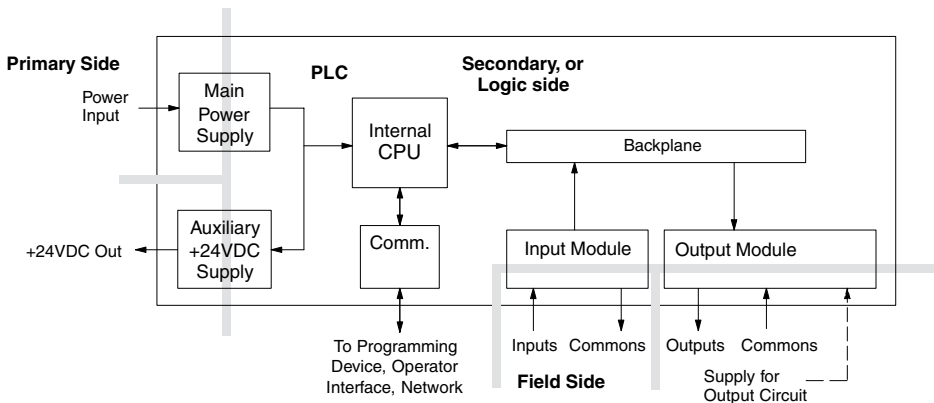 Primary Side
PLC
Secondary, or
Logic side
Power
Input
Main
Power
Supply
Internal
CPU
Backplane
+24VDC Out
Auxiliary
+24VDC
Supply
Comm.
Input Module
Output Module
To Programming
Device, Operator
Interface, Network
Inputs
Commons
Outputs
Commons
Field Side
Supply for
Output Circuit